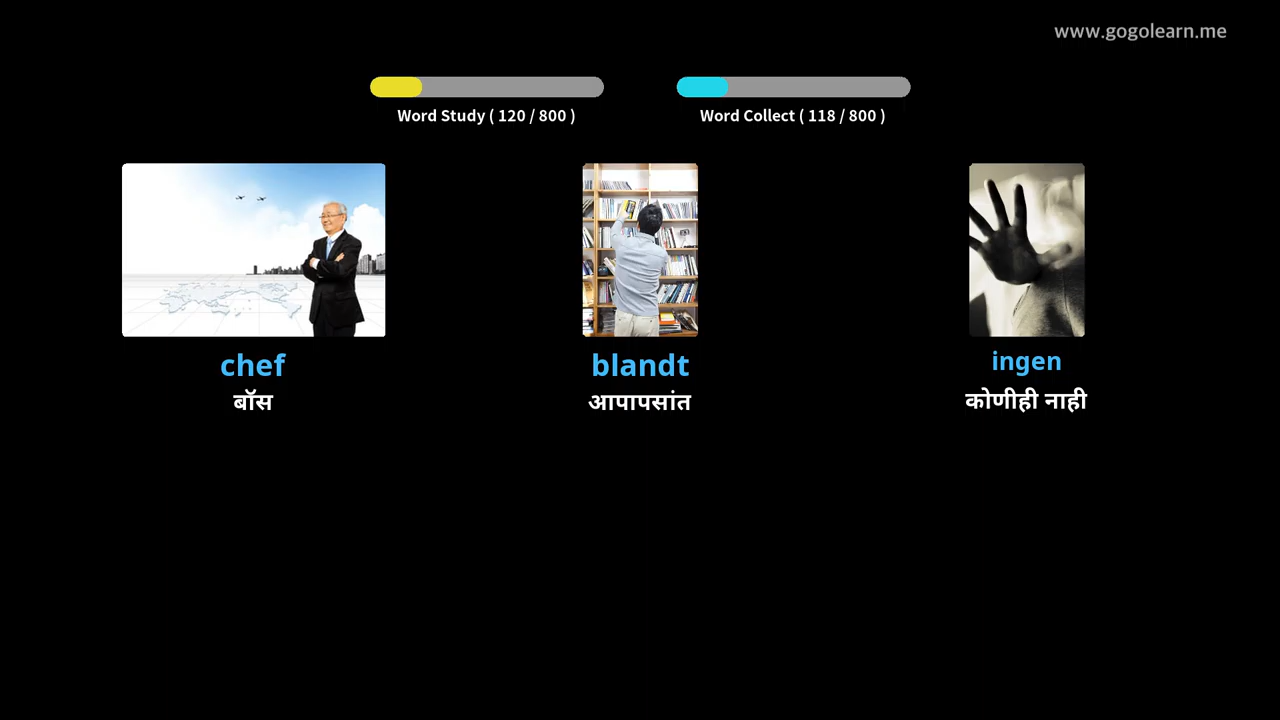 www.gogolearn.me
Word Study ( 120 / 800 )
Word Collect ( 118 / 800 )
chef
बॉस
blandt
आपापसांत
ingen
कोणीही नाही